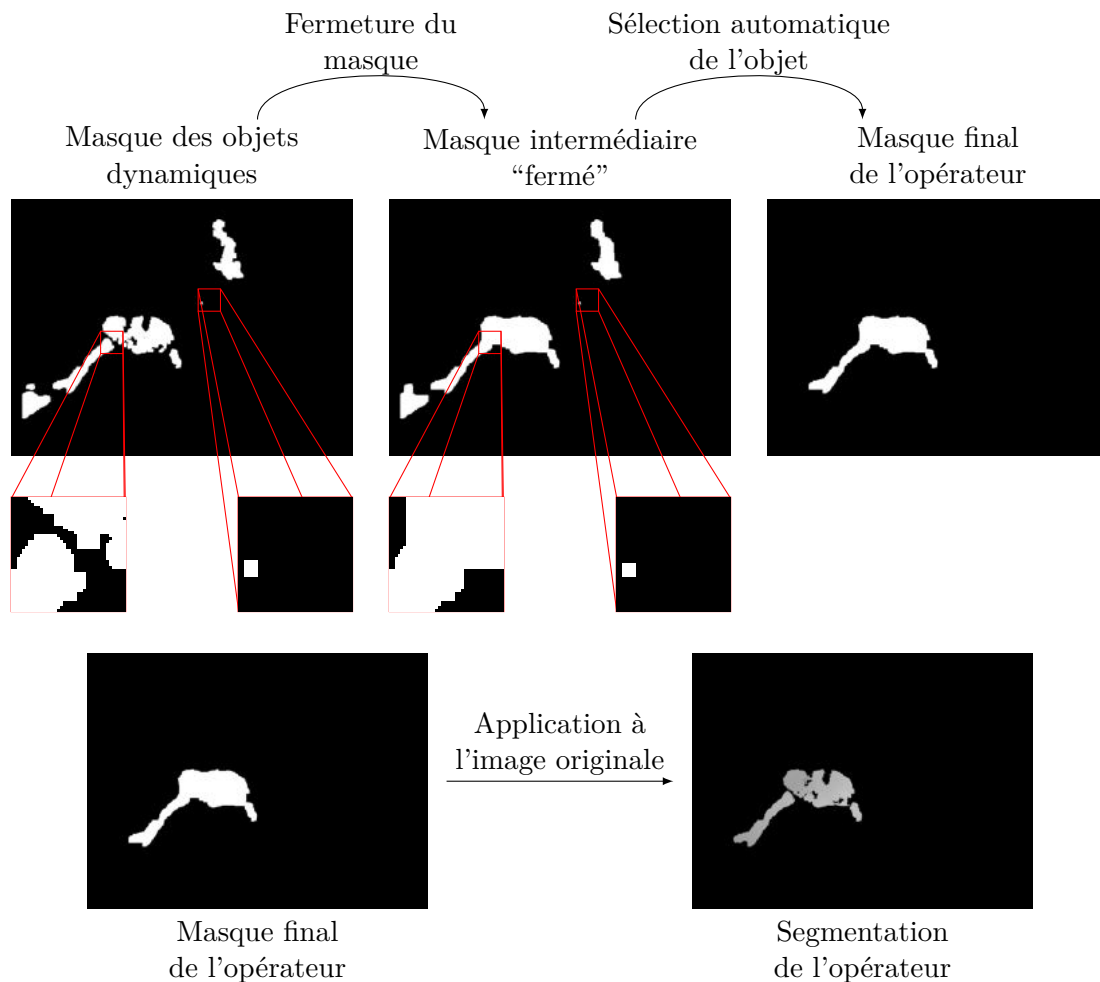 Fermeture du
masque
Sélection automatique
de l'objet
Masque des objets
dynamiques
Masque intermédiaire
“fermé”
Masque final
de l'opérateur
Application à
l'image originale
Masque final
de l'opérateur
Segmentation
de l'opérateur